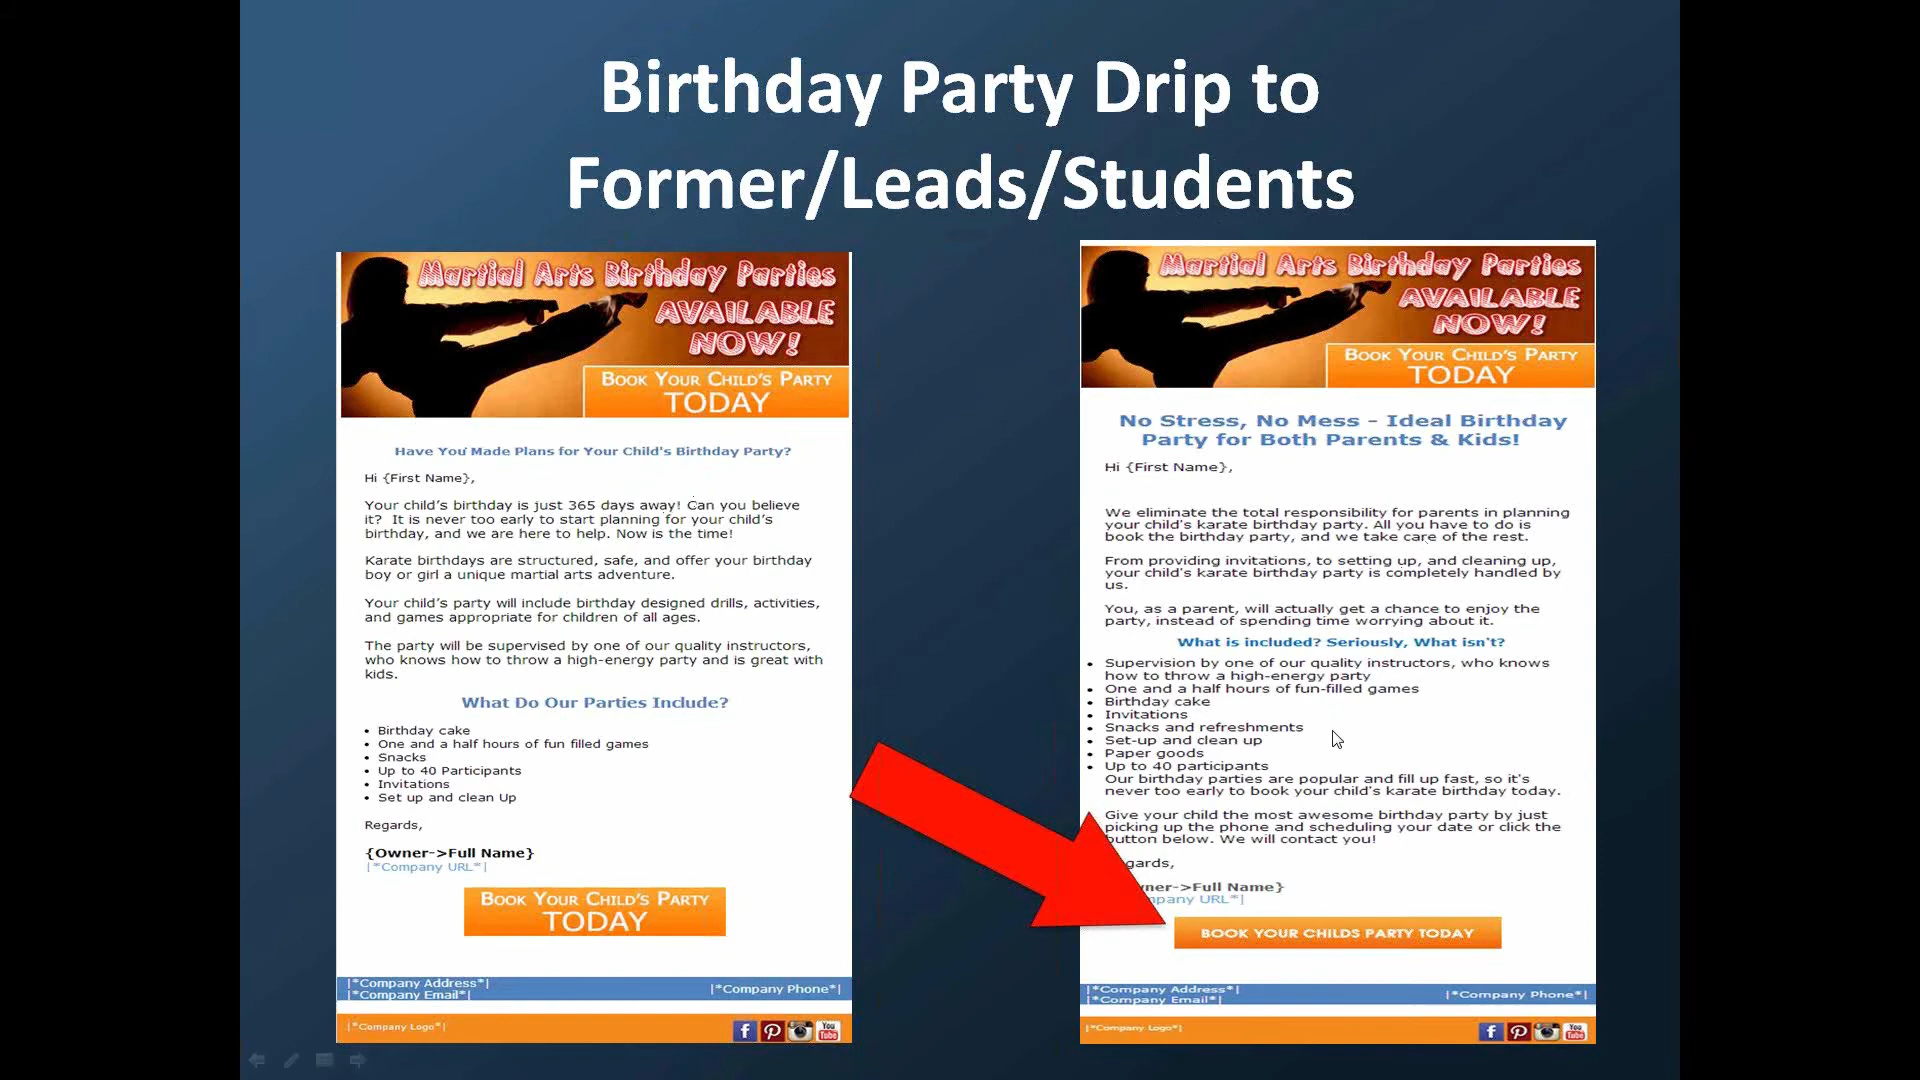 Birthday Party Drip to
Former/Leads/Students
Martial Arts Birthday Parties
AVAILABLE
NOW!
BOOK YOUR CHILD'S PARTY
TODAY
Have You Made Plans for Your Child's Birthday Party?
Hi {First Name},
Your child's birthday is just 365 days away! Can you believe
it? It is never too early to start planning for your child's
birthday, and we are here to help. Now is the time!
Karate birthdays are structured, safe, and offer your birthday
boy or girl a unique martial arts adventure.
Your child's party will include birthday designed drills, activities,
and games appropriate for children of all ages.
The party will be supervised by one of our quality instructors,
who knows how to throw a high-energy party and is great with
kids.
What Do Our Parties Include?
• Birthday cake
• One and a half hours of fun filled games
• Snacks
• Up to 40 Participants
• Invitations
• Set up and clean Up
Regards,
{Owner->Full Name}
|*Company URL*|
BOOK YOUR CHILD'S PARTY
TODAY
|*Company Address*|
|*Company Email*|
|*Company Phone*|
|*Company Logo*|
You
Tube
Martial Arts Birthday Parties
AVAILABLE
NOW!
BOOK YOUR CHILD'S PARTY
TODAY
No Stress, No Mess - Ideal Birthday
Party for Both Parents & Kids!
Hi {First Name},
We eliminate the total responsibility for parents in planning
your child's karate birthday party. All you have to do is
book the birthday party, and we take care of the rest.
From providing invitations, to setting up, and cleaning up,
your child's karate birthday party is completely handled by
us.
You, as a parent, will actually get a chance to enjoy the
party, instead of spending time worrying about it.
What is included? Seriously, What isn't?
• Supervision by one of our quality instructors, who knows
how to throw a high-energy party
• One and a half hours of fun-filled games
• Birthday cake
• Invitations
• Snacks and refreshments
• Set-up and clean up
• Paper goods
• Up to 40 participants
Our birthday parties are popular and fill up fast, so it's
never too early to book your child's karate birthday today.
Give your child the most awesome birthday party by just
picking up the phone and scheduling your date or click the
button below. We will contact you!
gards,
ner->Full Name}
mpany URL*|
BOOK YOUR CHILDS PARTY TODAY
|*Company Address*|
|*Company Email*|
|*Company Phone*|
|*Company Logo*|
You
Tube